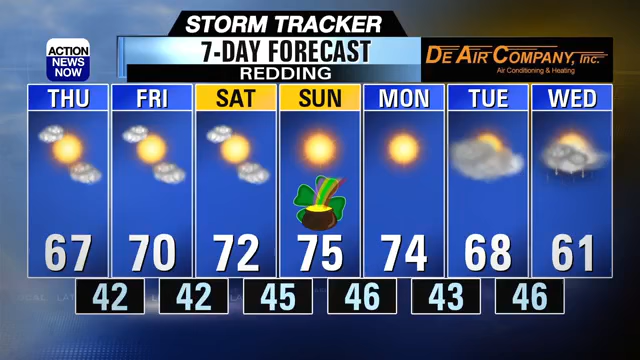 STORM TRACKER
ACTION NEWS NOW
7-DAY FORECAST
REDDING
DE AIR COMPANY, INC.
Air Conditioning & Heating
THU FRI SAT SUN MON TUE WED
67 70 72 75 74 68 61
42 42 45 46 43 46